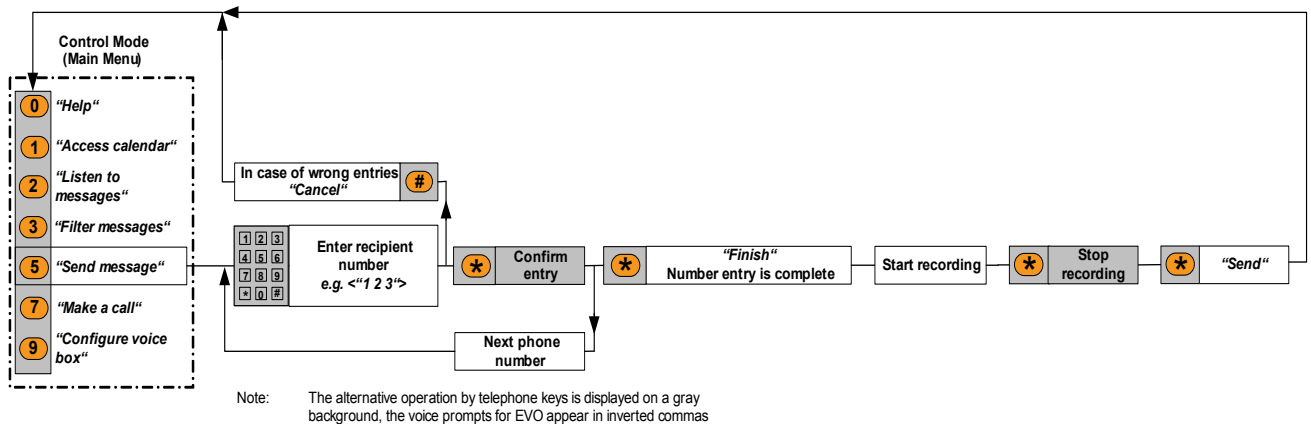 Control Mode
(Main Menu)
0 “Help“
1 “Access calendar“
2 “Listen to
messages“
3 “Filter messages“
5 “Send message“
7 “Make a call“
9 “Configure voice
box“
In case of wrong entries
“Cancel“
#
1 2 3
4 5 6
7 8 9
* 0 #
Enter recipient
number
e.g. <“1 2 3“>
* Confirm
entry
* “Finish“
Number entry is complete
Start recording
* Stop
recording
* “Send“
Next phone
number
Note: The alternative operation by telephone keys is displayed on a gray
background, the voice prompts for EVO appear in inverted commas